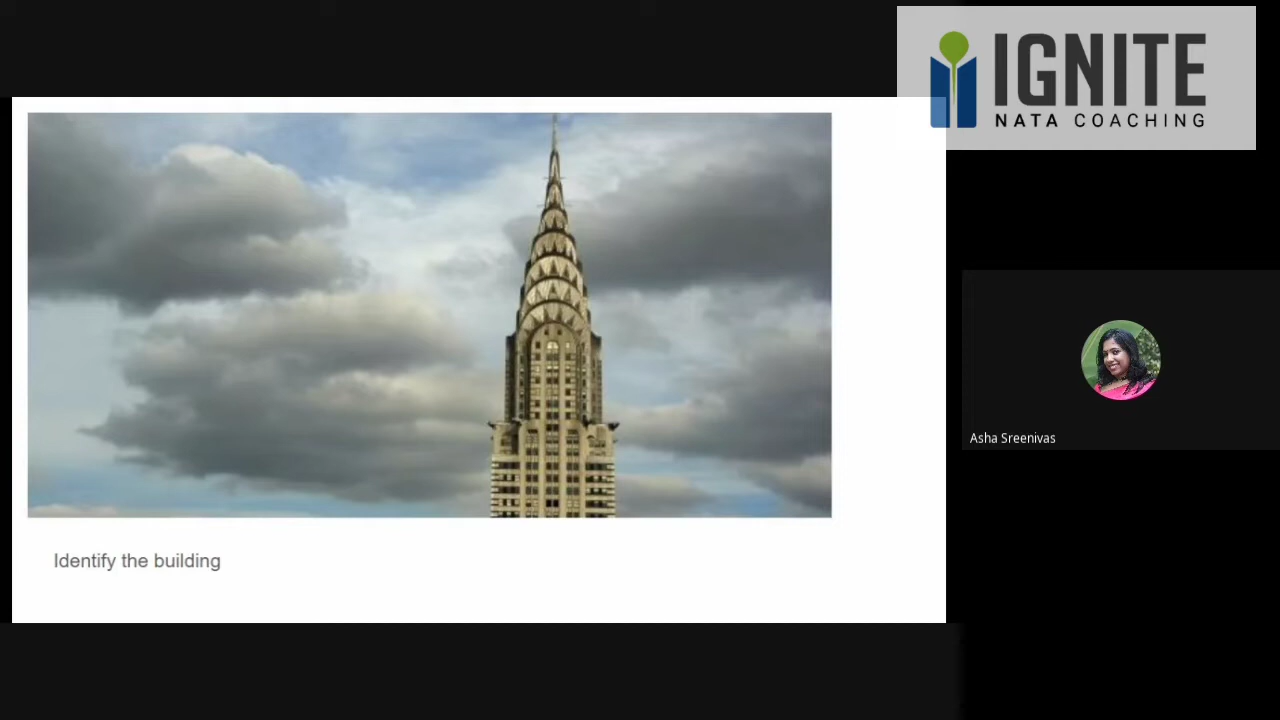 IGNITE
NATA COACHING
Asha Sreenivas
Identify the building